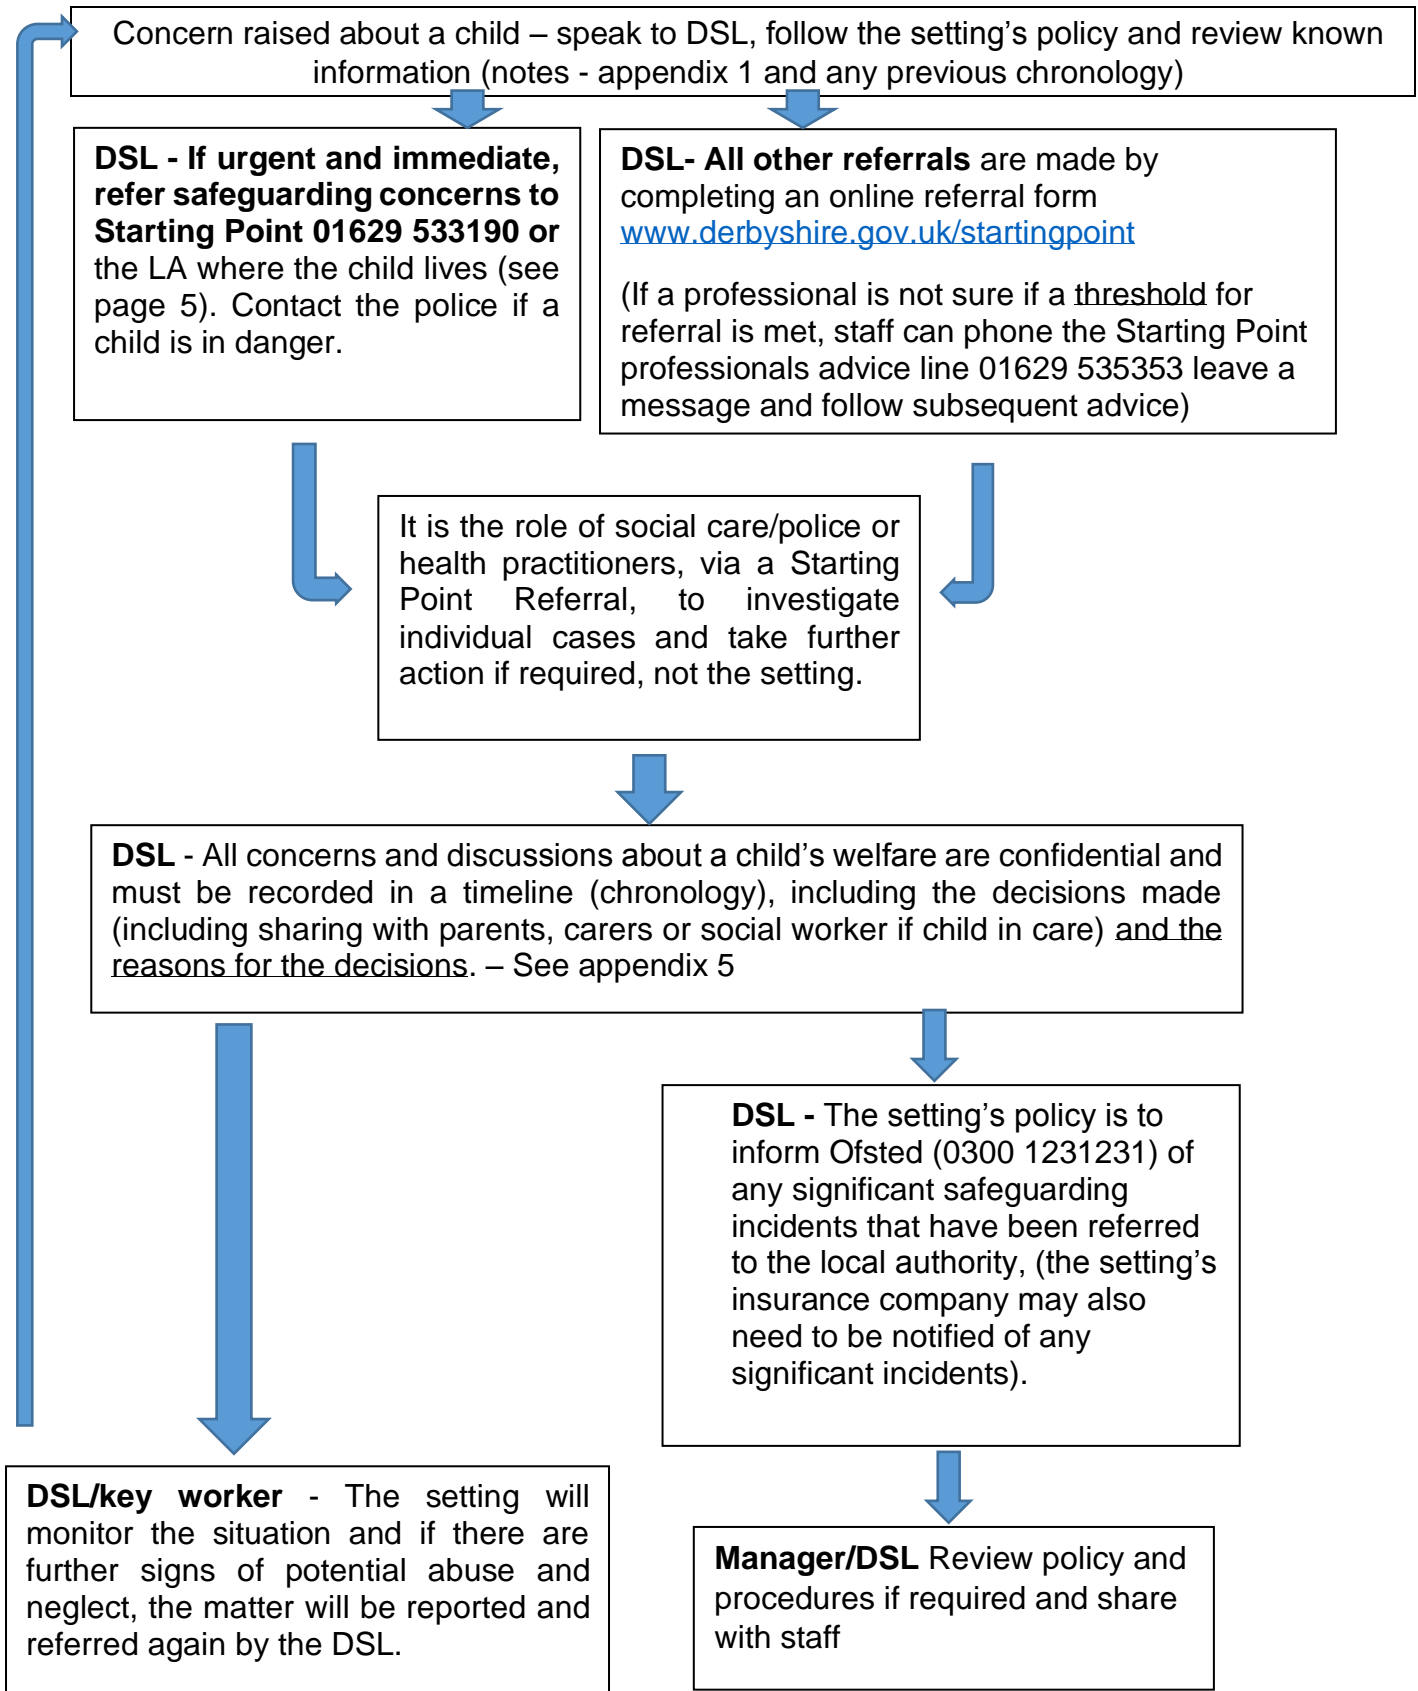 Concern raised about a child – speak to DSL, follow the setting’s policy and review known
information (notes - appendix 1 and any previous chronology)
DSL - If urgent and immediate,
refer safeguarding concerns to
Starting Point 01629 533190 or
the LA where the child lives (see
page 5). Contact the police if a
child is in danger.
DSL- All other referrals are made by
completing an online referral form
www.derbyshire.gov.uk/startingpoint
(If a professional is not sure if a threshold for
referral is met, staff can phone the Starting Point
professionals advice line 01629 535353 leave a
message and follow subsequent advice)
It is the role of social care/police or
health practitioners, via a Starting
Point Referral, to investigate
individual cases and take further
action if required, not the setting.
DSL - All concerns and discussions about a child’s welfare are confidential and
must be recorded in a timeline (chronology), including the decisions made
(including sharing with parents, carers or social worker if child in care) and the
reasons for the decisions. – See appendix 5
DSL - The setting’s policy is to
inform Ofsted (0300 1231231) of
any significant safeguarding
incidents that have been referred
to the local authority, (the setting’s
insurance company may also
need to be notified of any
significant incidents).
DSL/key worker - The setting will
monitor the situation and if there are
further signs of potential abuse and
neglect, the matter will be reported and
referred again by the DSL.
Manager/DSL Review policy and
procedures if required and share
with staff